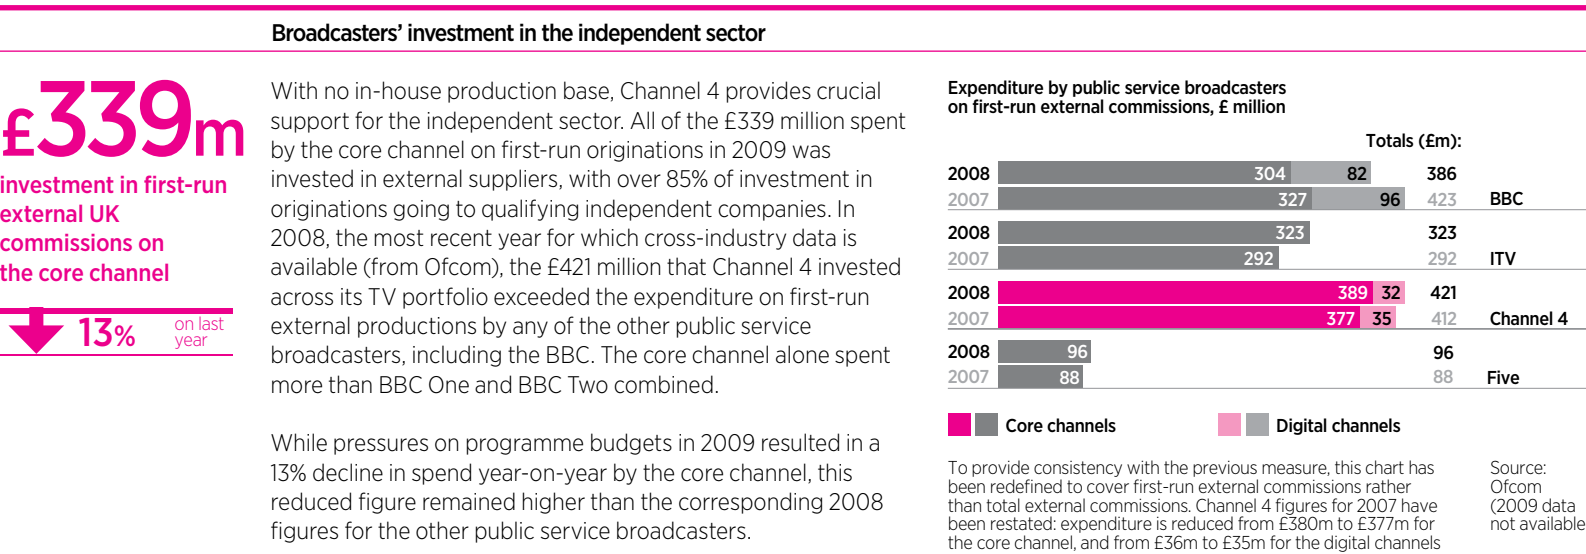 Broadcasters’ investment in the independent sector
£339m
investment in first-run
external UK
commissions on
the core channel
13%
on last
year
With no in-house production base, Channel 4 provides crucial
support for the independent sector. All of the £339 million spent
by the core channel on first-run originations in 2009 was
invested in external suppliers, with over 85% of investment in
originations going to qualifying independent companies. In
2008, the most recent year for which cross-industry data is
available (from Ofcom), the £421 million that Channel 4 invested
across its TV portfolio exceeded the expenditure on first-run
external productions by any of the other public service
broadcasters, including the BBC. The core channel alone spent
more than BBC One and BBC Two combined.
While pressures on programme budgets in 2009 resulted in a
13% decline in spend year-on-year by the core channel, this
reduced figure remained higher than the corresponding 2008
figures for the other public service broadcasters.
Expenditure by public service broadcasters
on first-run external commissions, £ million
Totals (£m):
2008 304 82 386
2007 327 96 423 BBC
2008 323 323
2007 292 292 ITV
2008 389 32 421
2007 377 35 412 Channel 4
2008 96 96
2007 88 88 Five
Core channels Digital channels
To provide consistency with the previous measure, this chart has
been redefined to cover first-run external commissions rather
than total external commissions. Channel 4 figures for 2007 have
been restated: expenditure is reduced from £380m to £377m for
the core channel, and from £36m to £35m for the digital channels
Source:
Ofcom
(2009 data
not available